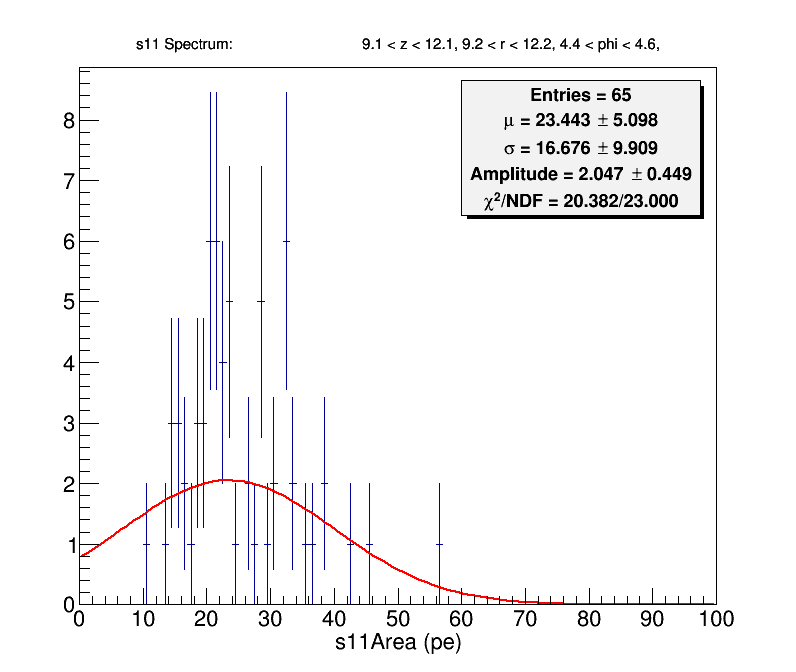 s11 Spectrum: 9.1 < z < 12.1, 9.2 < r < 12.2, 4.4 < phi < 4.6,
Entries = 65
μ = 23.443 ± 5.098
σ = 16.676 ± 9.909
Amplitude = 2.047 ± 0.449
χ²/NDF = 20.382/23.000
8
7
6
5
4
3
2
1
0
0 10 20 30 40 50 60 70 80 90 100
s11Area (pe)